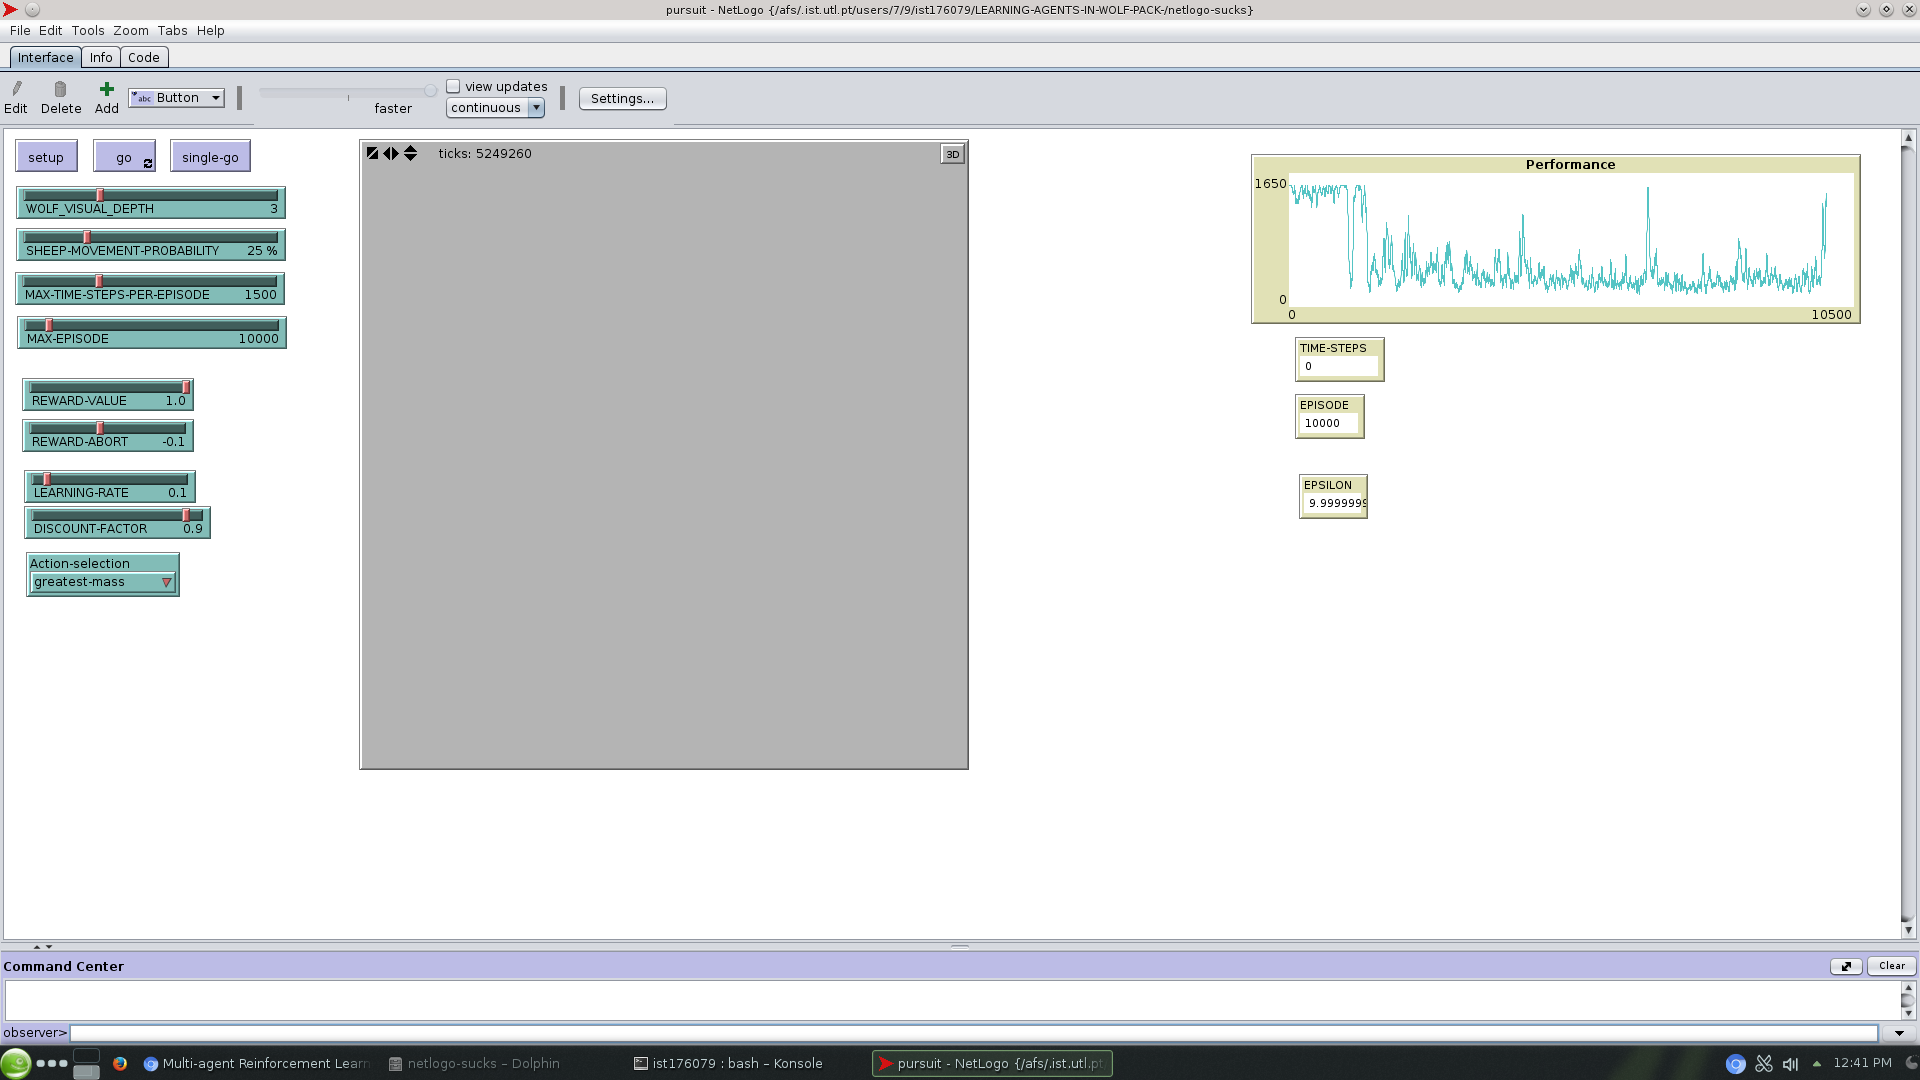 pursuit - NetLogo {/afs/.ist.utl.pt/users/7/9/ist176079/LEARNING-AGENTS-IN-WOLF-PACK-/netlogo-sucks}
File Edit Tools Zoom Tabs Help
Interface Info Code
Edit Delete Add abc Button faster view updates continuous Settings...
setup go single-go
ticks: 5249260 3D
WOLF_VISUAL_DEPTH 3
SHEEP-MOVEMENT-PROBABILITY 25 %
MAX-TIME-STEPS-PER-EPISODE 1500
MAX-EPISODE 10000
REWARD-VALUE 1.0
REWARD-ABORT -0.1
LEARNING-RATE 0.1
DISCOUNT-FACTOR 0.9
Action-selection
greatest-mass
Performance
1650
0
0 10500
TIME-STEPS
0
EPISODE
10000
EPSILON
9.9999999
Command Center Clear
observer>
Multi-agent Reinforcement Lear netlogo-sucks – Dolphin ist176079 : bash – Konsole pursuit – NetLogo {/afs/.ist.utl.pt 12:41 PM